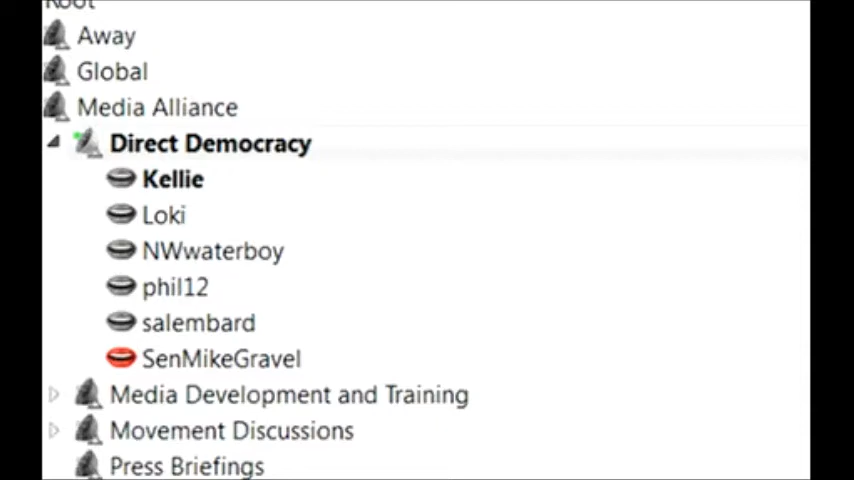 Root
Away
Global
Media Alliance
Direct Democracy
Kellie
Loki
NWwaterboy
phil12
salembard
SenMikeGravel
Media Development and Training
Movement Discussions
Press Briefings